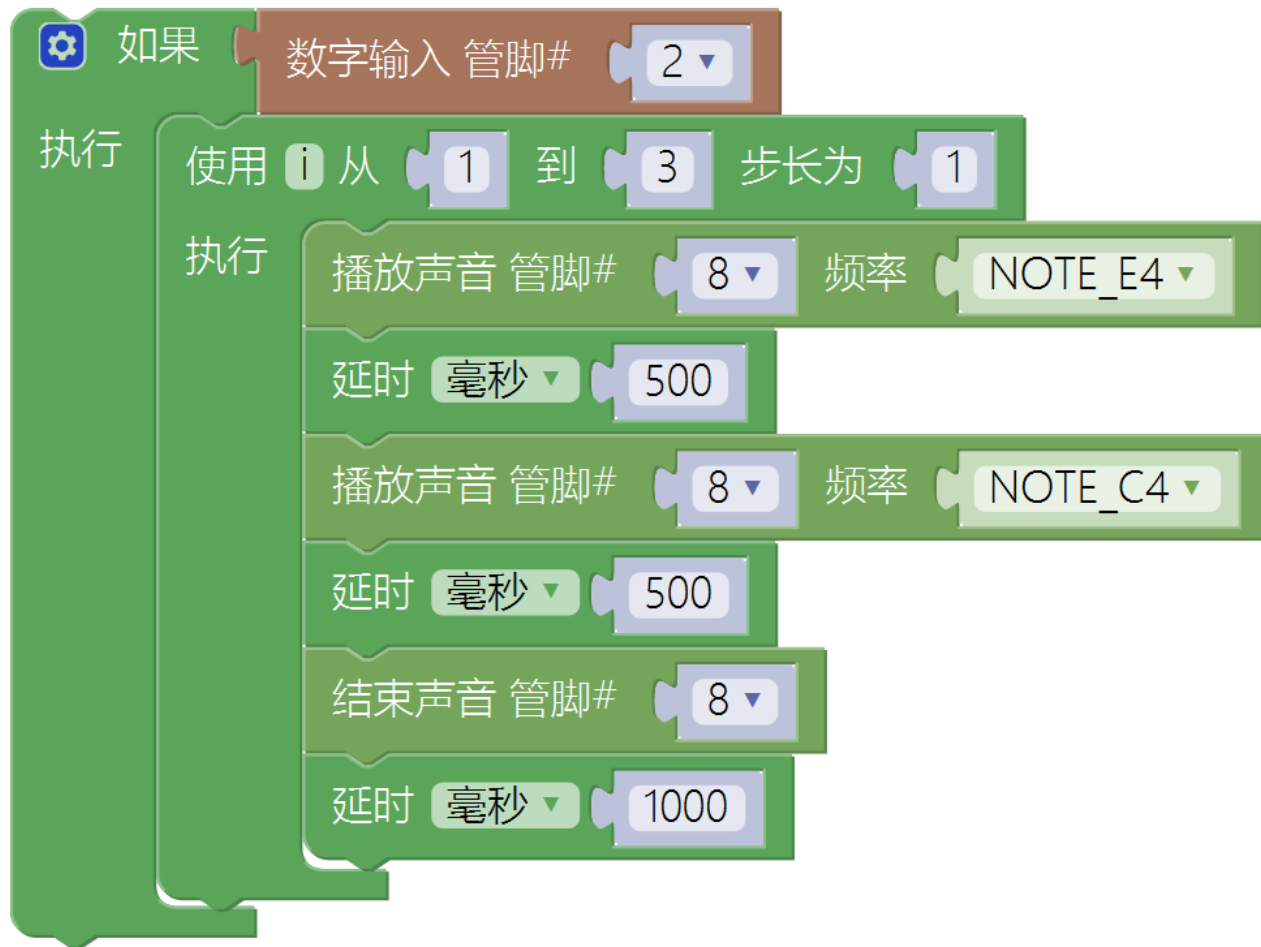 如果 数字输入 管脚# 2
执行 使用 i 从 1 到 3 步长为 1
执行 播放声音 管脚# 8 频率 NOTE_E4
延时 毫秒 500
播放声音 管脚# 8 频率 NOTE_C4
延时 毫秒 500
结束声音 管脚# 8
延时 毫秒 1000